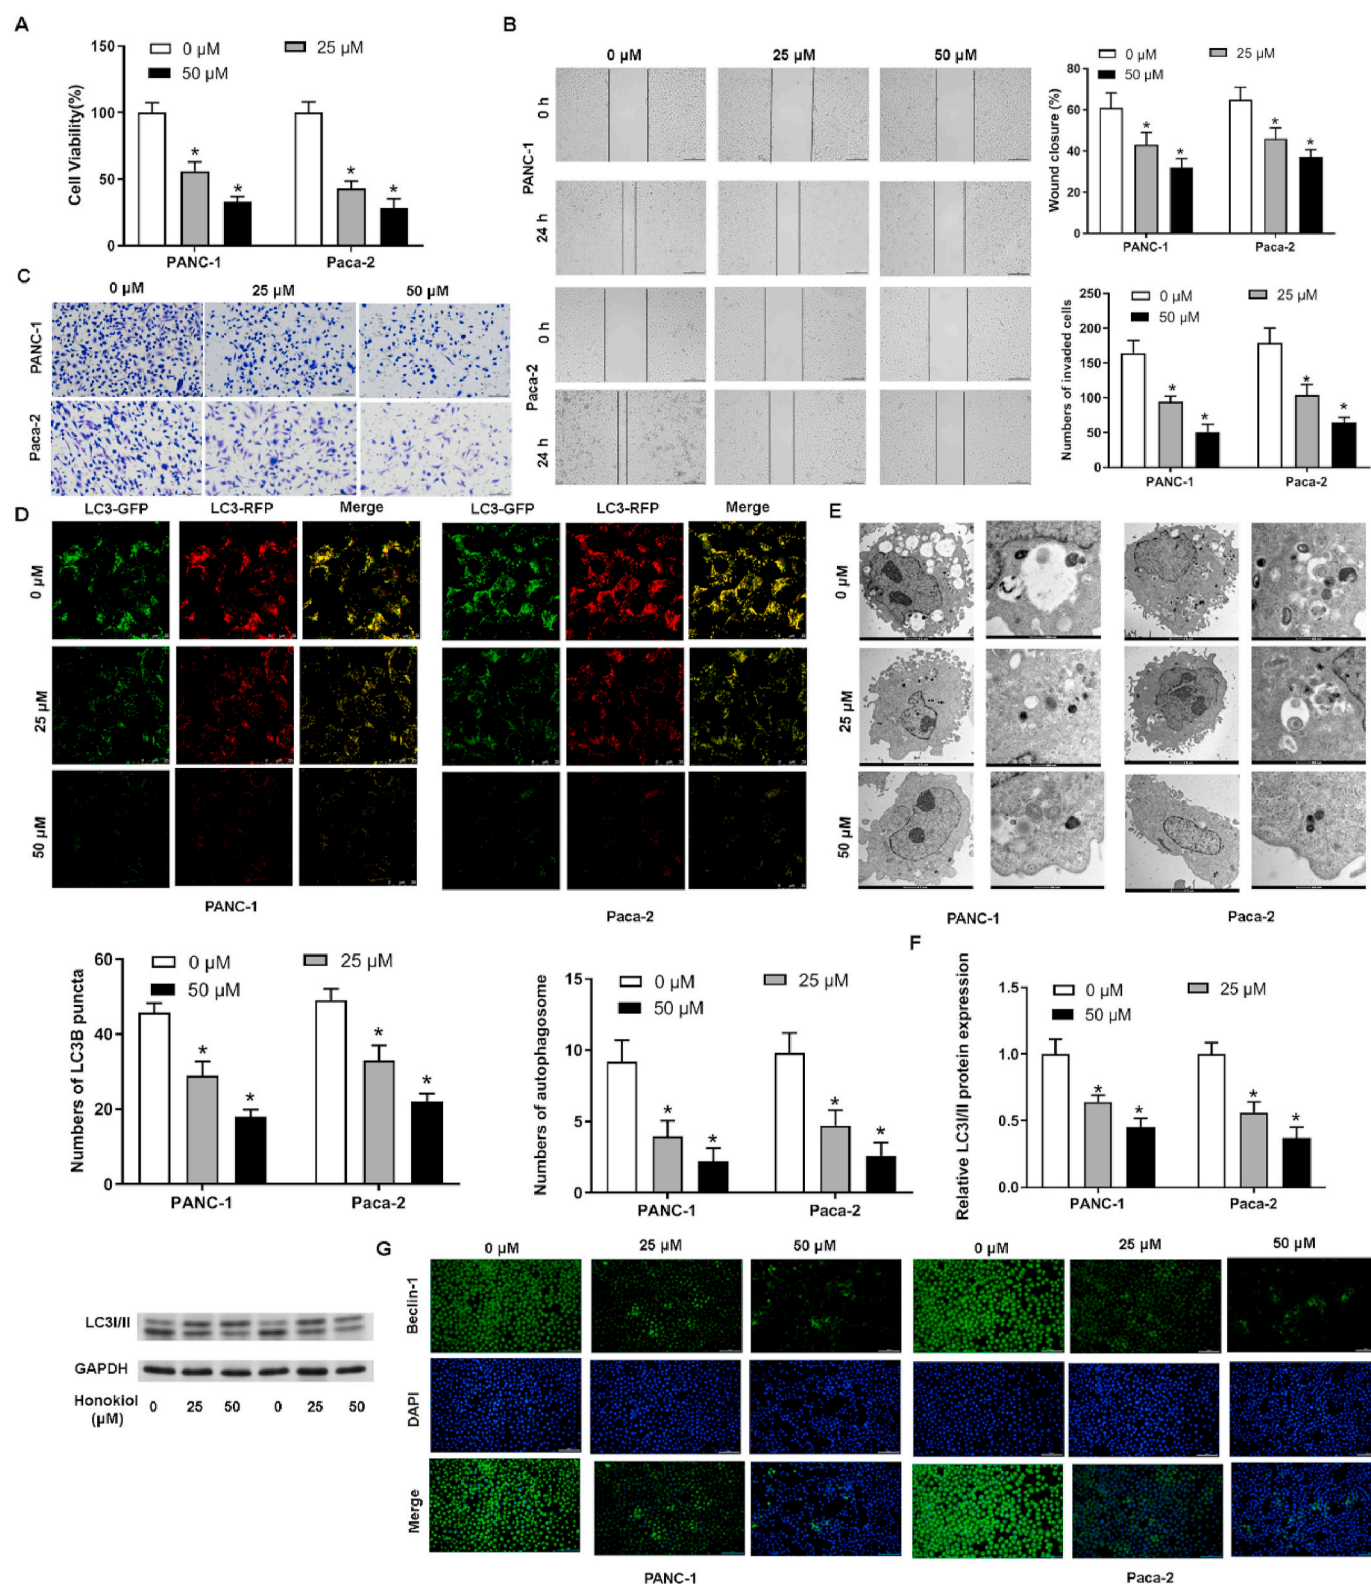 A
150
100
50
0
Cell Viability(%)
0 µM
25 µM
50 µM
PANC-1
Paca-2
B
0 µM
25 µM
50 µM
0 h
24 h
PANC-1
0 h
24 h
Paca-2
0 µM
25 µM
50 µM
80
60
40
20
0
Wound closure (%)
PANC-1
Paca-2
0 µM
25 µM
50 µM
250
200
150
100
50
0
Numbers of invaded cells
PANC-1
Paca-2
C
0 µM
25 µM
50 µM
PANC-1
Paca-2
D
LC3-GFP
LC3-RFP
Merge
LC3-GFP
LC3-RFP
Merge
0 µM
25 µM
50 µM
PANC-1
Paca-2
60
40
20
0
Numbers of LC3B puncta
0 µM
25 µM
50 µM
PANC-1
Paca-2
E
0 µM
25 µM
50 µM
PANC-1
Paca-2
15
10
5
0
Numbers of autophagosome
0 µM
25 µM
50 µM
PANC-1
Paca-2
F
1.5
1.0
0.5
0.0
Relative LC3I/II protein expression
0 µM
25 µM
50 µM
PANC-1
Paca-2
LC3I/II
GAPDH
Honokiol (µM)
0 25 50 0 25 50
G
0 µM
25 µM
50 µM
0 µM
25 µM
50 µM
Beclin-1
DAPI
Merge
PANC-1
Paca-2